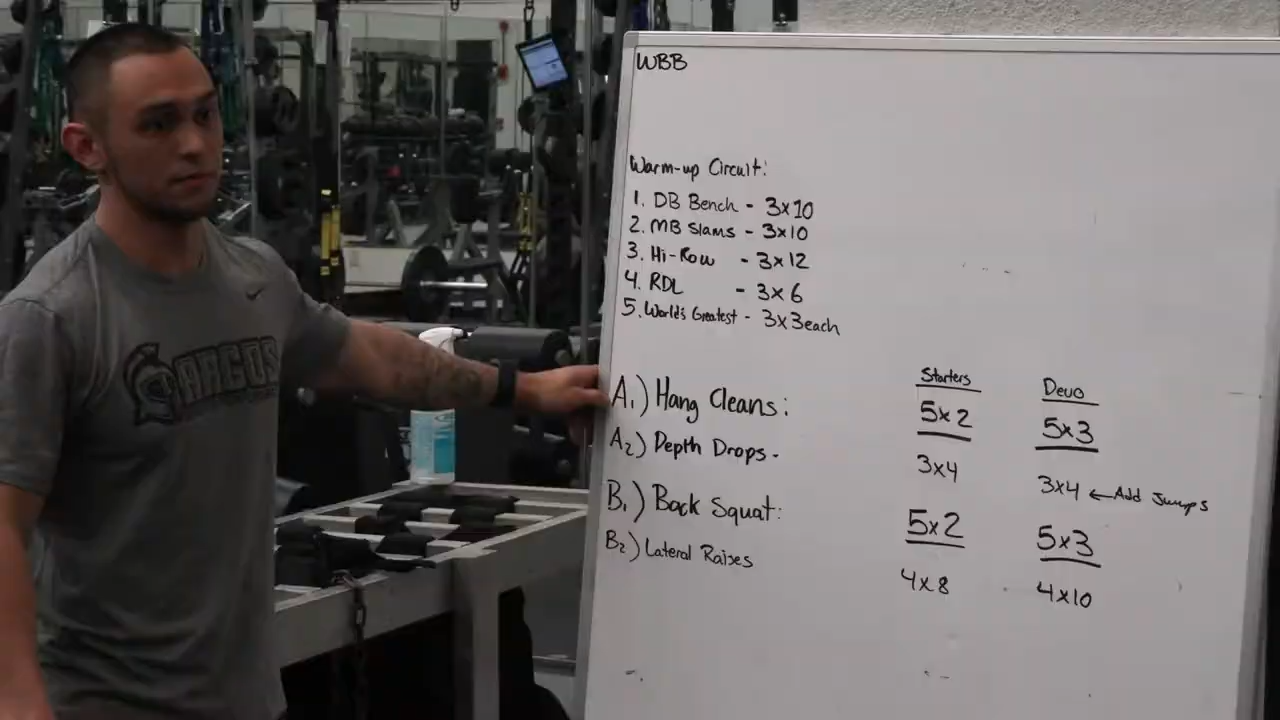 WBB
Warm-up Circuit:
1. DB Bench - 3x10
2. MB Slams - 3x10
3. Hi-Row - 3x12
4. RDL - 3x6
5. World's Greatest - 3x3each
Starters Devo
A1) Hang Cleans: 5x2 5x3
A2) Depth Drops - 3x4 3x4 ← Add Jumps
B1) Back Squat: 5x2 5x3
B2) Lateral Raises 4x8 4x10
ARGOS